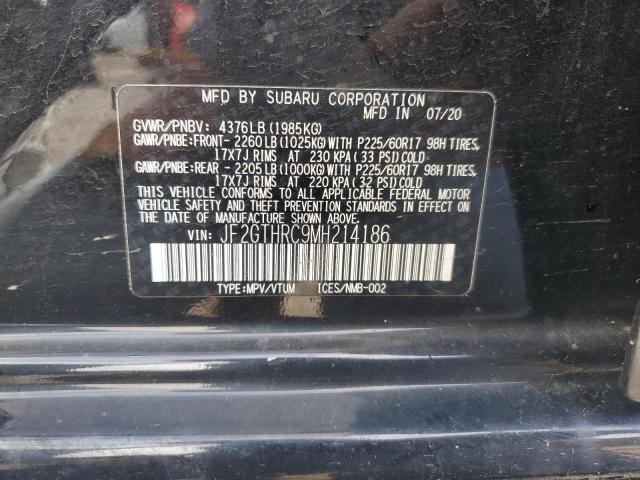 MFD BY SUBARU CORPORATION
MFD IN 07/20
GVWR/PNBV: 4376LB (1985KG)
GAWR/PNBE:FRONT- 2260LB (1025KG) WITH P225/60R17 98H TIRES,
17X7J RIMS AT 230 KPA (33 PSI) COLD
GAWR/PNBE:REAR - 2205LB (1000KG) WITH P225/60R17 98H TIRES,
17X7J RIMS AT 220 KPA (32 PSI) COLD
THIS VEHICLE CONFORMS TO ALL APPLICABLE FEDERAL MOTOR
VEHICLE SAFETY AND THEFT PREVENTION STANDARDS IN
EFFECT ON THE DATE OF MANUFACTURE SHOWN ABOVE.
VIN: JF2GTHRC9MH214186
TYPE:MPV/VTUM ICES/NMB-002